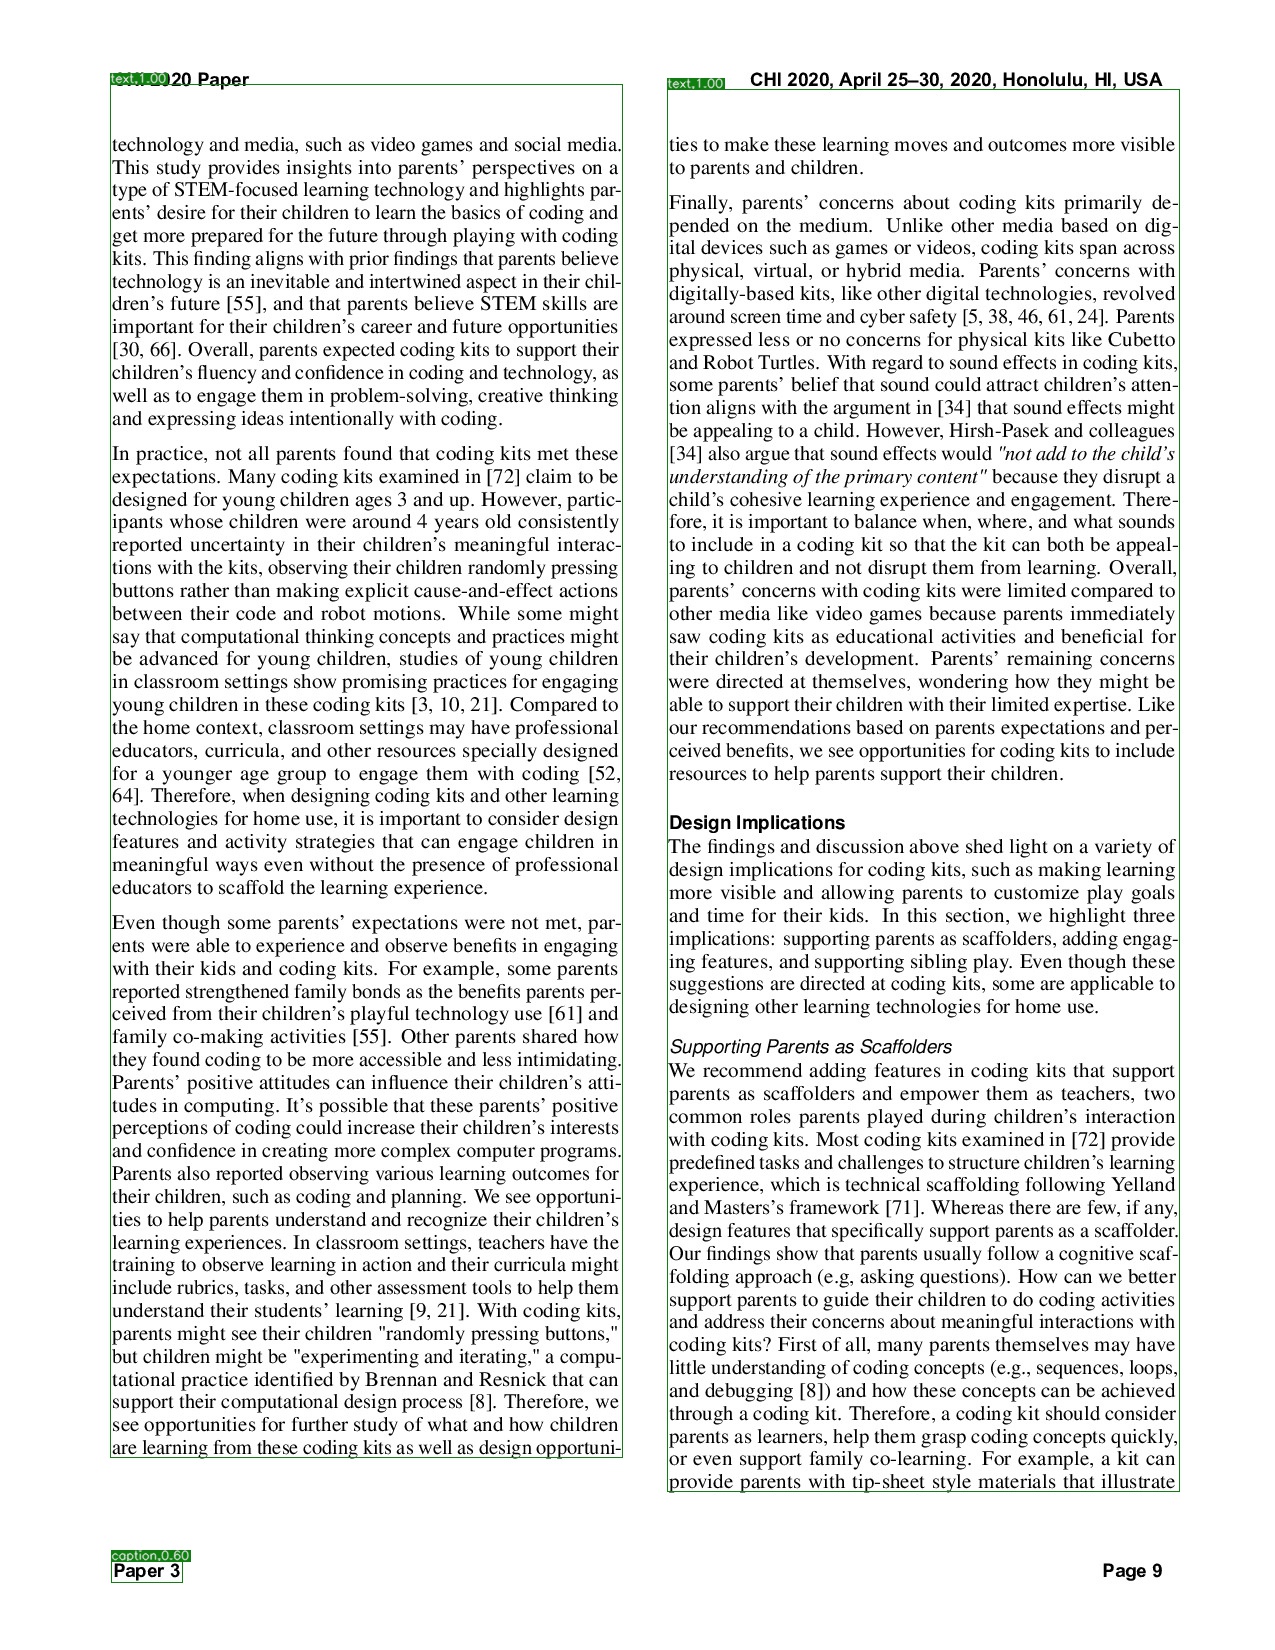 text,1.00
20 Paper
text,1.00
CHI 2020, April 25–30, 2020, Honolulu, HI, USA
technology and media, such as video games and social media.
This study provides insights into parents’ perspectives on a
type of STEM-focused learning technology and highlights par-
ents’ desire for their children to learn the basics of coding and
get more prepared for the future through playing with coding
kits. This finding aligns with prior findings that parents believe
technology is an inevitable and intertwined aspect in their chil-
dren’s future [55], and that parents believe STEM skills are
important for their children’s career and future opportunities
[30, 66]. Overall, parents expected coding kits to support their
children’s fluency and confidence in coding and technology, as
well as to engage them in problem-solving, creative thinking
and expressing ideas intentionally with coding.
In practice, not all parents found that coding kits met these
expectations. Many coding kits examined in [72] claim to be
designed for young children ages 3 and up. However, partic-
ipants whose children were around 4 years old consistently
reported uncertainty in their children’s meaningful interac-
tions with the kits, observing their children randomly pressing
buttons rather than making explicit cause-and-effect actions
between their code and robot motions. While some might
say that computational thinking concepts and practices might
be advanced for young children, studies of young children
in classroom settings show promising practices for engaging
young children in these coding kits [3, 10, 21]. Compared to
the home context, classroom settings may have professional
educators, curricula, and other resources specially designed
for a younger age group to engage them with coding [52,
64]. Therefore, when designing coding kits and other learning
technologies for home use, it is important to consider design
features and activity strategies that can engage children in
meaningful ways even without the presence of professional
educators to scaffold the learning experience.
Even though some parents’ expectations were not met, par-
ents were able to experience and observe benefits in engaging
with their kids and coding kits. For example, some parents
reported strengthened family bonds as the benefits parents per-
ceived from their children’s playful technology use [61] and
family co-making activities [55]. Other parents shared how
they found coding to be more accessible and less intimidating.
Parents’ positive attitudes can influence their children’s atti-
tudes in computing. It’s possible that these parents’ positive
perceptions of coding could increase their children’s interests
and confidence in creating more complex computer programs.
Parents also reported observing various learning outcomes for
their children, such as coding and planning. We see opportuni-
ties to help parents understand and recognize their children’s
learning experiences. In classroom settings, teachers have the
training to observe learning in action and their curricula might
include rubrics, tasks, and other assessment tools to help them
understand their students’ learning [9, 21]. With coding kits,
parents might see their children "randomly pressing buttons,"
but children might be "experimenting and iterating," a compu-
tational practice identified by Brennan and Resnick that can
support their computational design process [8]. Therefore, we
see opportunities for further study of what and how children
are learning from these coding kits as well as design opportuni-
ties to make these learning moves and outcomes more visible
to parents and children.
Finally, parents’ concerns about coding kits primarily de-
pended on the medium. Unlike other media based on dig-
ital devices such as games or videos, coding kits span across
physical, virtual, or hybrid media. Parents’ concerns with
digitally-based kits, like other digital technologies, revolved
around screen time and cyber safety [5, 38, 46, 61, 24]. Parents
expressed less or no concerns for physical kits like Cubetto
and Robot Turtles. With regard to sound effects in coding kits,
some parents’ belief that sound could attract children’s atten-
tion aligns with the argument in [34] that sound effects might
be appealing to a child. However, Hirsh-Pasek and colleagues
[34] also argue that sound effects would "not add to the child’s
understanding of the primary content" because they disrupt a
child’s cohesive learning experience and engagement. There-
fore, it is important to balance when, where, and what sounds
to include in a coding kit so that the kit can both be appeal-
ing to children and not disrupt them from learning. Overall,
parents’ concerns with coding kits were limited compared to
other media like video games because parents immediately
saw coding kits as educational activities and beneficial for
their children’s development. Parents’ remaining concerns
were directed at themselves, wondering how they might be
able to support their children with their limited expertise. Like
our recommendations based on parents expectations and per-
ceived benefits, we see opportunities for coding kits to include
resources to help parents support their children.
Design Implications
The findings and discussion above shed light on a variety of
design implications for coding kits, such as making learning
more visible and allowing parents to customize play goals
and time for their kids. In this section, we highlight three
implications: supporting parents as scaffolders, adding engag-
ing features, and supporting sibling play. Even though these
suggestions are directed at coding kits, some are applicable to
designing other learning technologies for home use.
Supporting Parents as Scaffolders
We recommend adding features in coding kits that support
parents as scaffolders and empower them as teachers, two
common roles parents played during children’s interaction
with coding kits. Most coding kits examined in [72] provide
predefined tasks and challenges to structure children’s learning
experience, which is technical scaffolding following Yelland
and Masters’s framework [71]. Whereas there are few, if any,
design features that specifically support parents as a scaffolder.
Our findings show that parents usually follow a cognitive scaf-
folding approach (e.g, asking questions). How can we better
support parents to guide their children to do coding activities
and address their concerns about meaningful interactions with
coding kits? First of all, many parents themselves may have
little understanding of coding concepts (e.g., sequences, loops,
and debugging [8]) and how these concepts can be achieved
through a coding kit. Therefore, a coding kit should consider
parents as learners, help them grasp coding concepts quickly,
or even support family co-learning. For example, a kit can
provide parents with tip-sheet style materials that illustrate
caption,0.60
Paper 3
Page 9